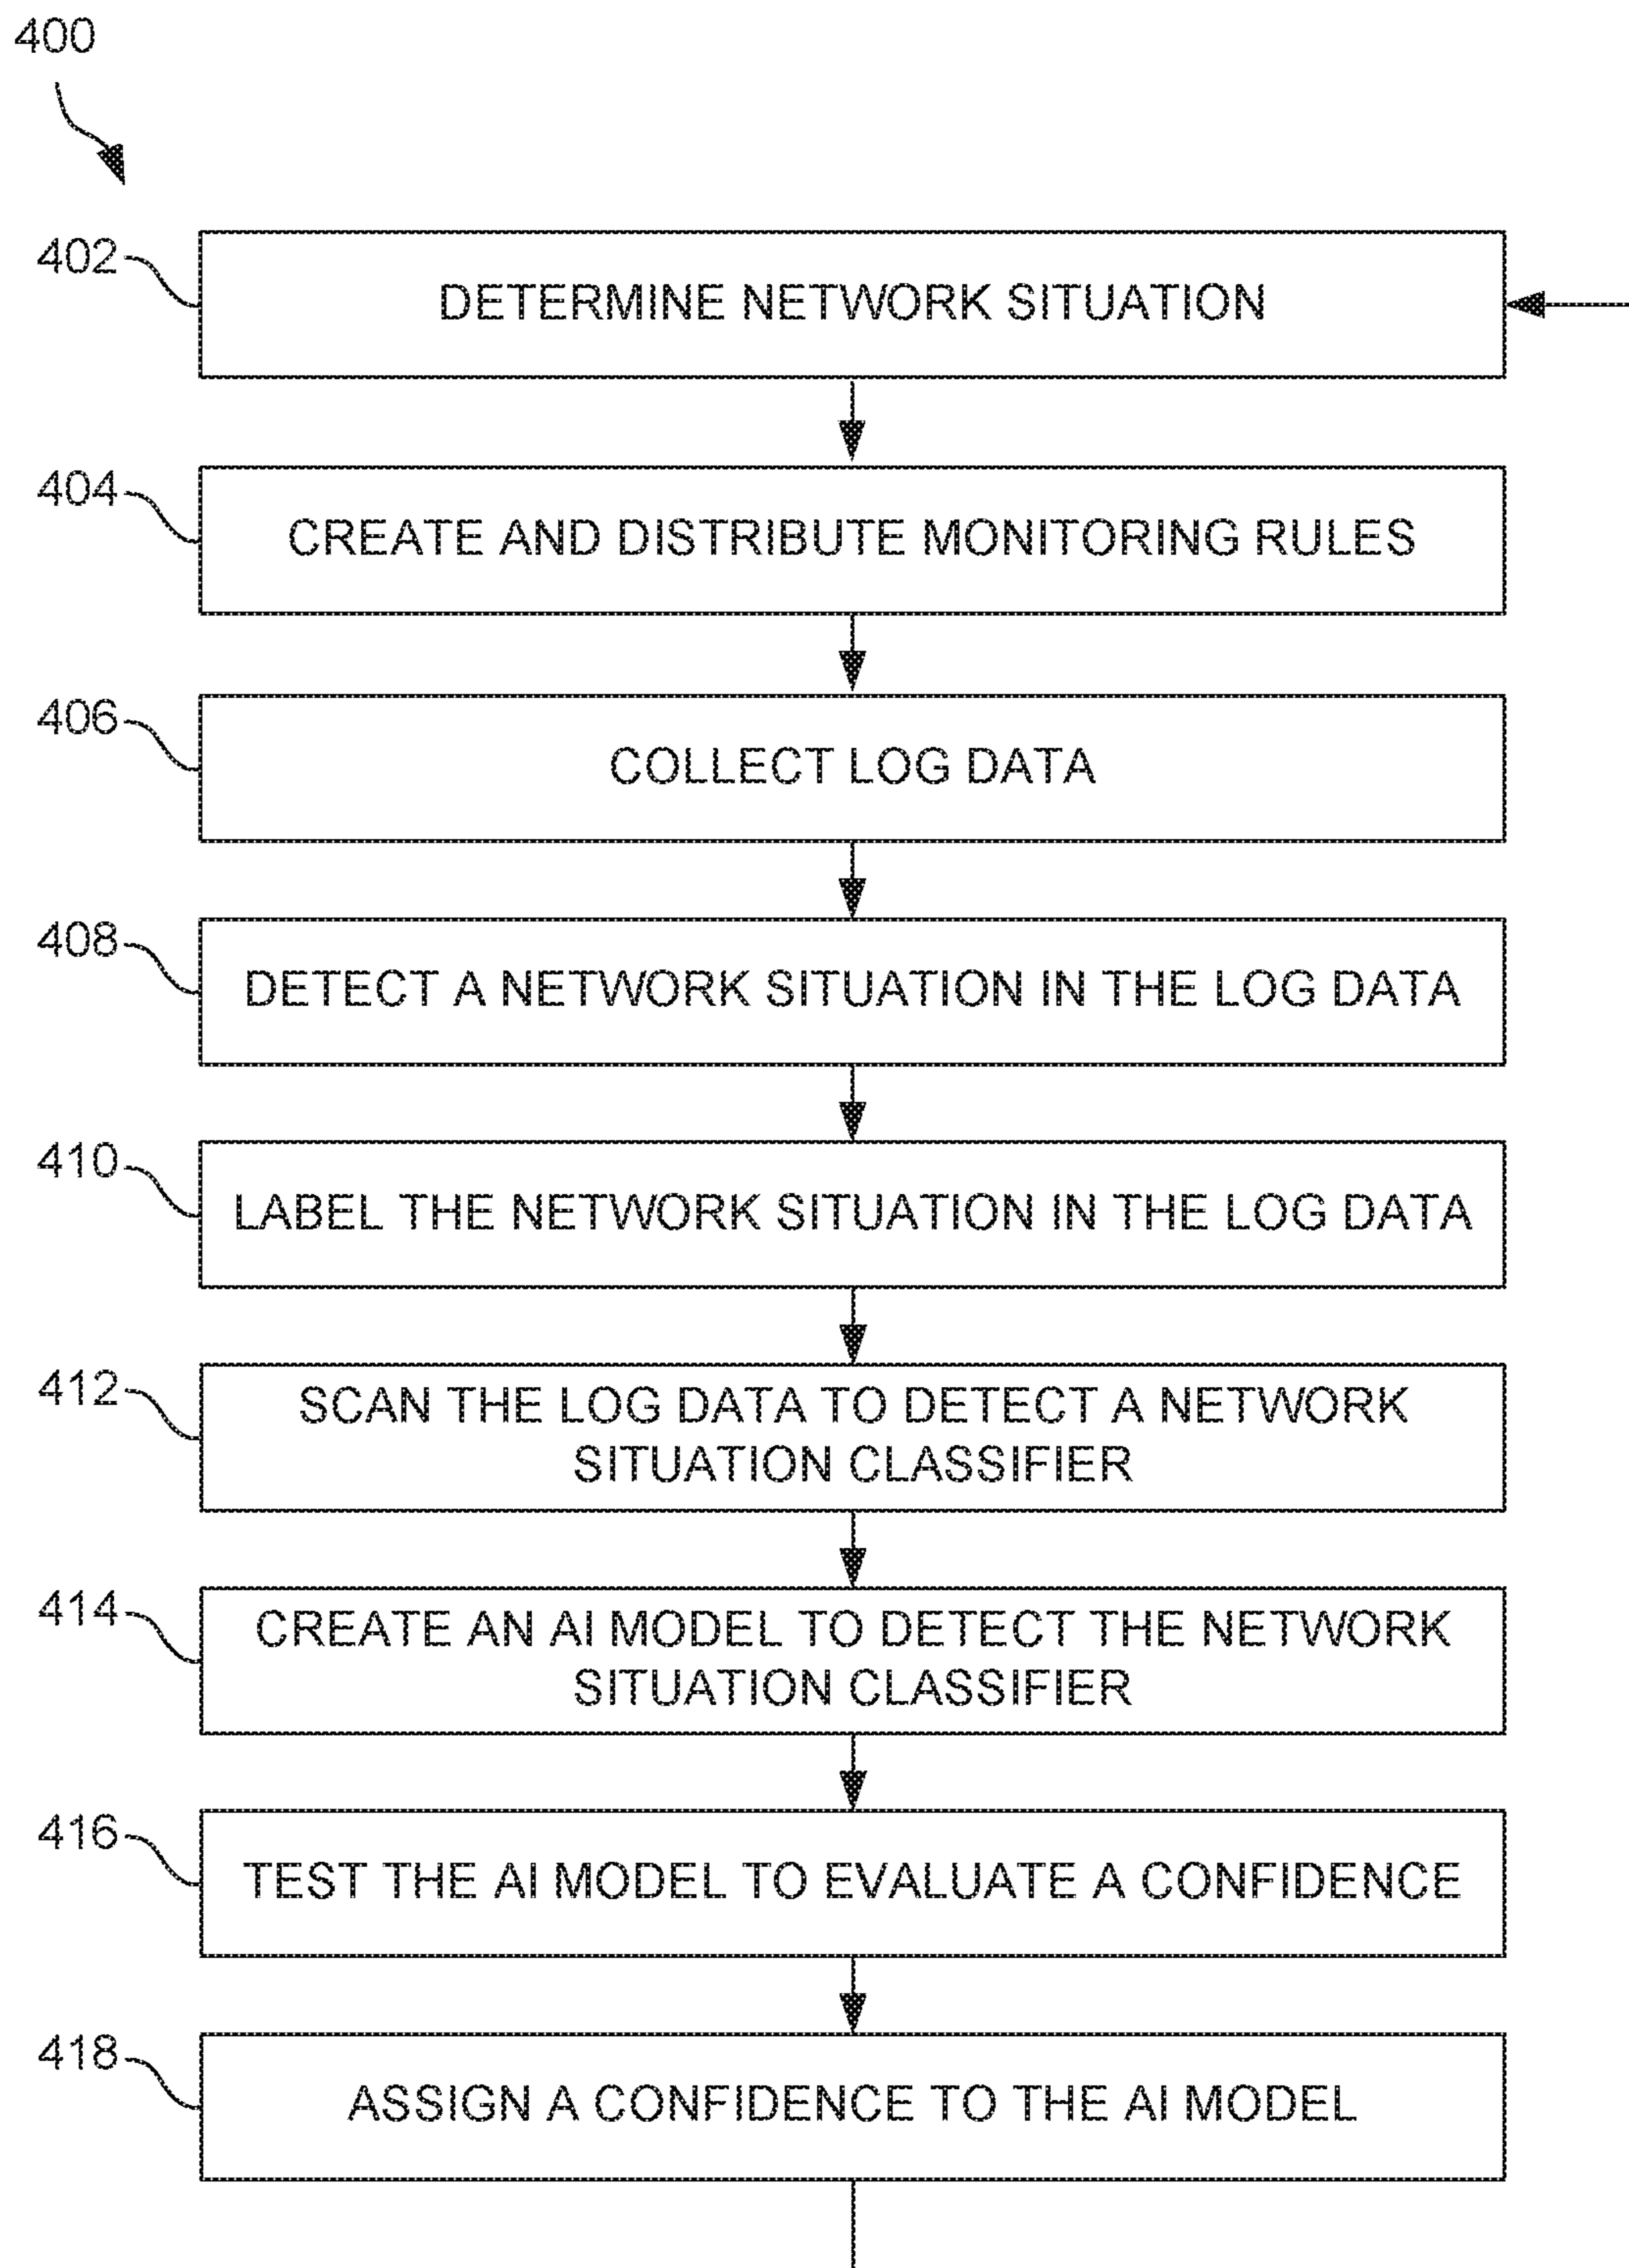 400
402
DETERMINE NETWORK SITUATION
404
CREATE AND DISTRIBUTE MONITORING RULES
406
COLLECT LOG DATA
408
DETECT A NETWORK SITUATION IN THE LOG DATA
410
LABEL THE NETWORK SITUATION IN THE LOG DATA
412
SCAN THE LOG DATA TO DETECT A NETWORK
SITUATION CLASSIFIER
414
CREATE AN AI MODEL TO DETECT THE NETWORK
SITUATION CLASSIFIER
416
TEST THE AI MODEL TO EVALUATE A CONFIDENCE
418
ASSIGN A CONFIDENCE TO THE AI MODEL